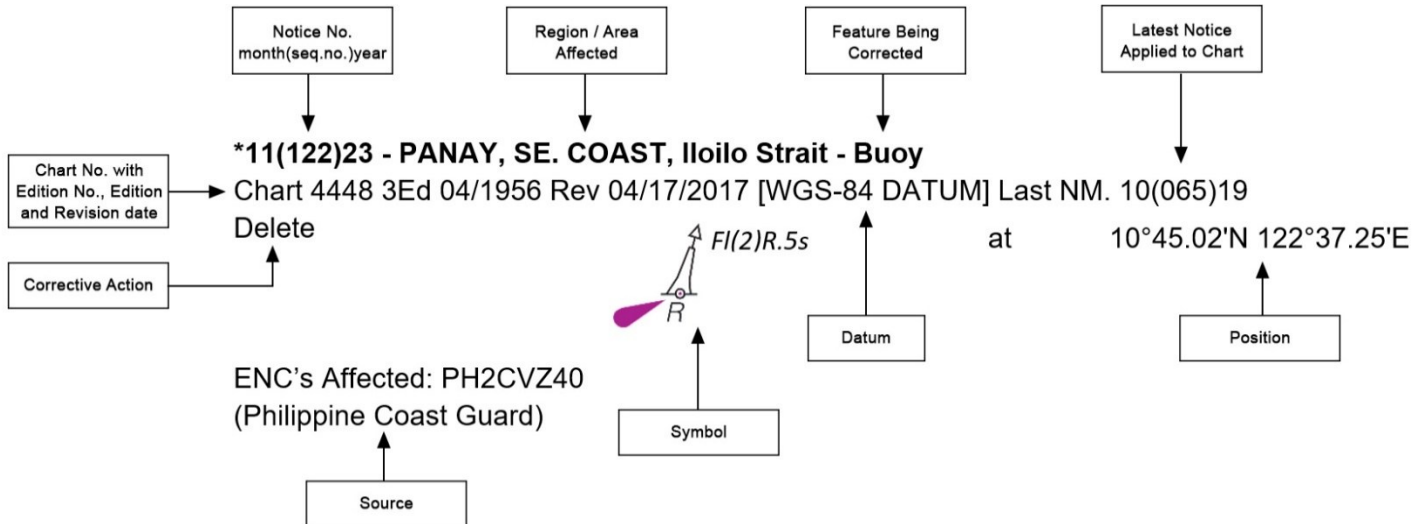 Notice No.
month(seq.no.)year
Region / Area
Affected
Feature Being
Corrected
Latest Notice
Applied to Chart
*11(122)23 - PANAY, SE. COAST, Iloilo Strait - Buoy
Chart No. with
Edition No., Edition
and Revision date
Chart 4448 3Ed 04/1956 Rev 04/17/2017 [WGS-84 DATUM] Last NM. 10(065)19
Delete
Fl(2)R.5s
at
10°45.02'N 122°37.25'E
Corrective Action
R
Datum
Position
ENC's Affected: PH2CVZ40
(Philippine Coast Guard)
Symbol
Source